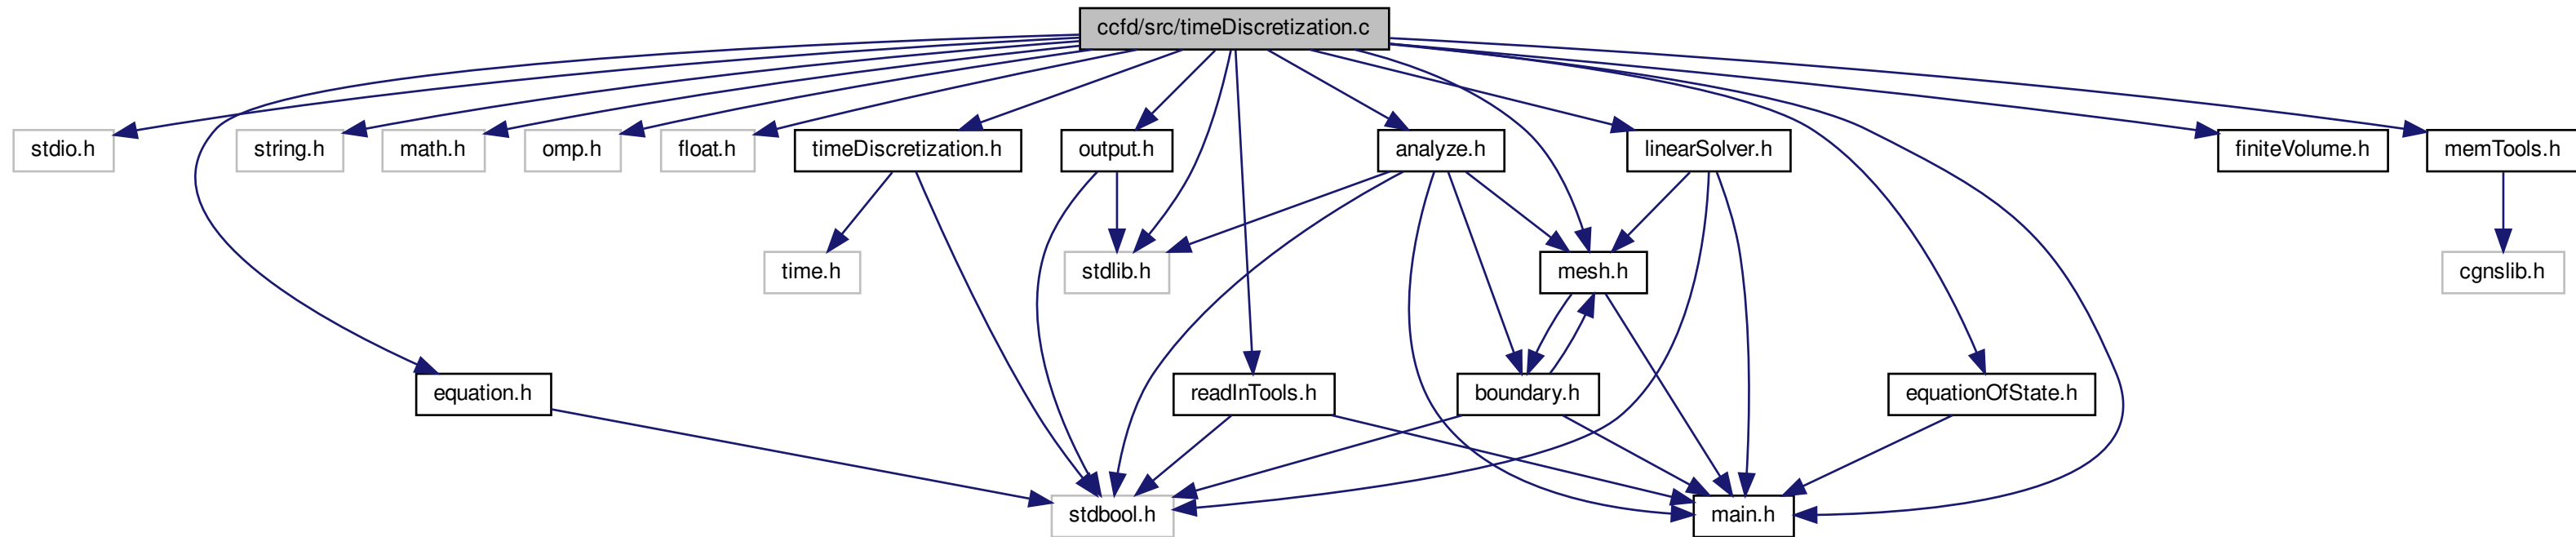 ccfd/src/timeDiscretization.c
stdio.h
string.h
math.h
omp.h
float.h
timeDiscretization.h
output.h
analyze.h
linearSolver.h
finiteVolume.h
memTools.h
time.h
stdlib.h
mesh.h
cgnslib.h
equation.h
readInTools.h
boundary.h
equationOfState.h
stdbool.h
main.h